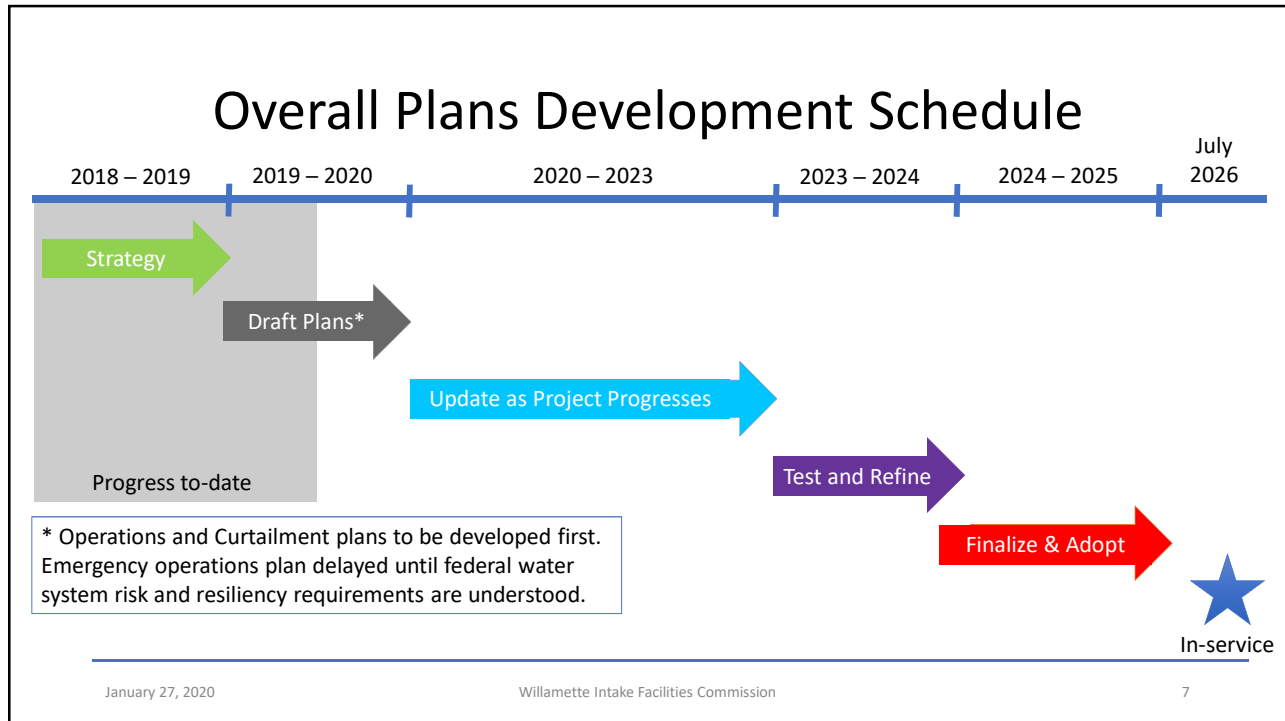 Overall Plans Development Schedule
2018 – 2019
2019 – 2020
2020 – 2023
2023 – 2024
2024 – 2025
July
2026
Strategy
Draft Plans*
Update as Project Progresses
Test and Refine
Finalize & Adopt
Progress to-date
* Operations and Curtailment plans to be developed first.
Emergency operations plan delayed until federal water
system risk and resiliency requirements are understood.
In-service
January 27, 2020
Willamette Intake Facilities Commission
7